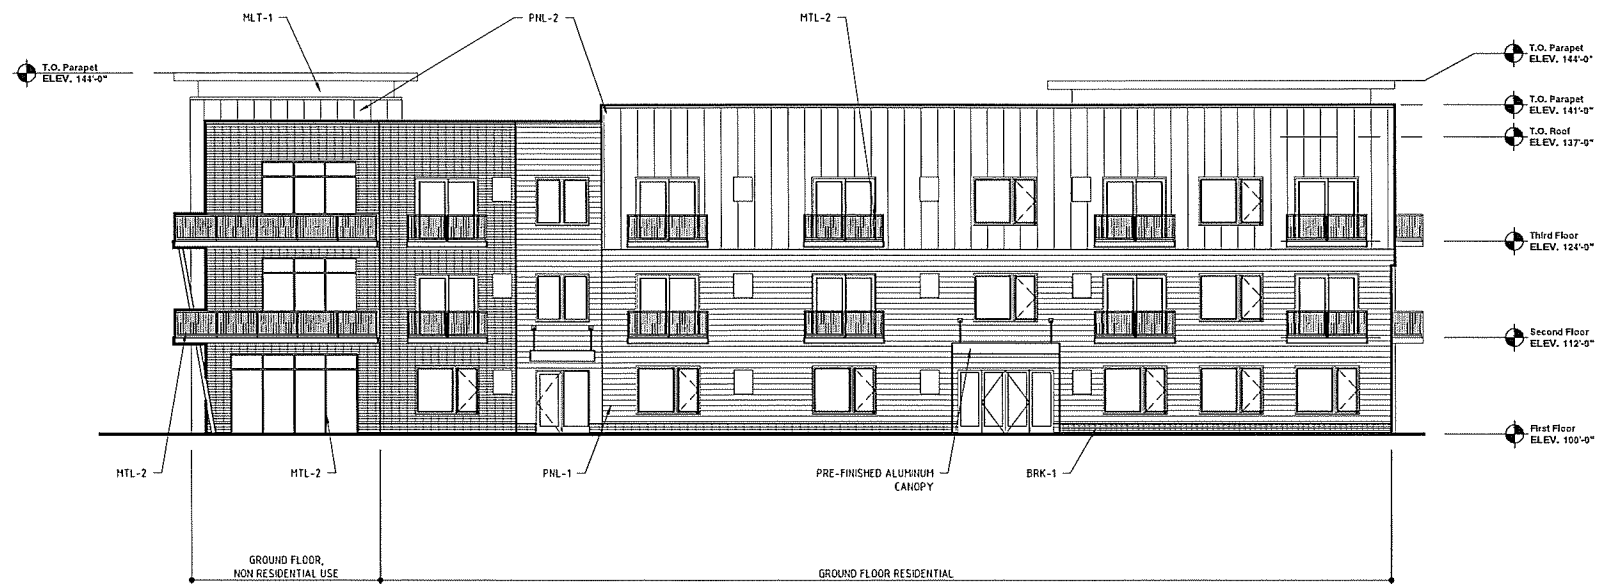 MLT-1
PNL-2
MTL-2
T.O. Parapet
ELEV. 144'-0"
T.O. Parapet
ELEV. 144'-0"
T.O. Parapet
ELEV. 141'-0"
T.O. Roof
ELEV. 137'-0"
Third Floor
ELEV. 124'-0"
Second Floor
ELEV. 112'-0"
First Floor
ELEV. 100'-0"
MTL-2
MTL-2
PNL-1
PRE-FINISHED ALUMINUM
CANOPY
BRK-1
GROUND FLOOR,
NON RESIDENTIAL USE
GROUND FLOOR RESIDENTIAL